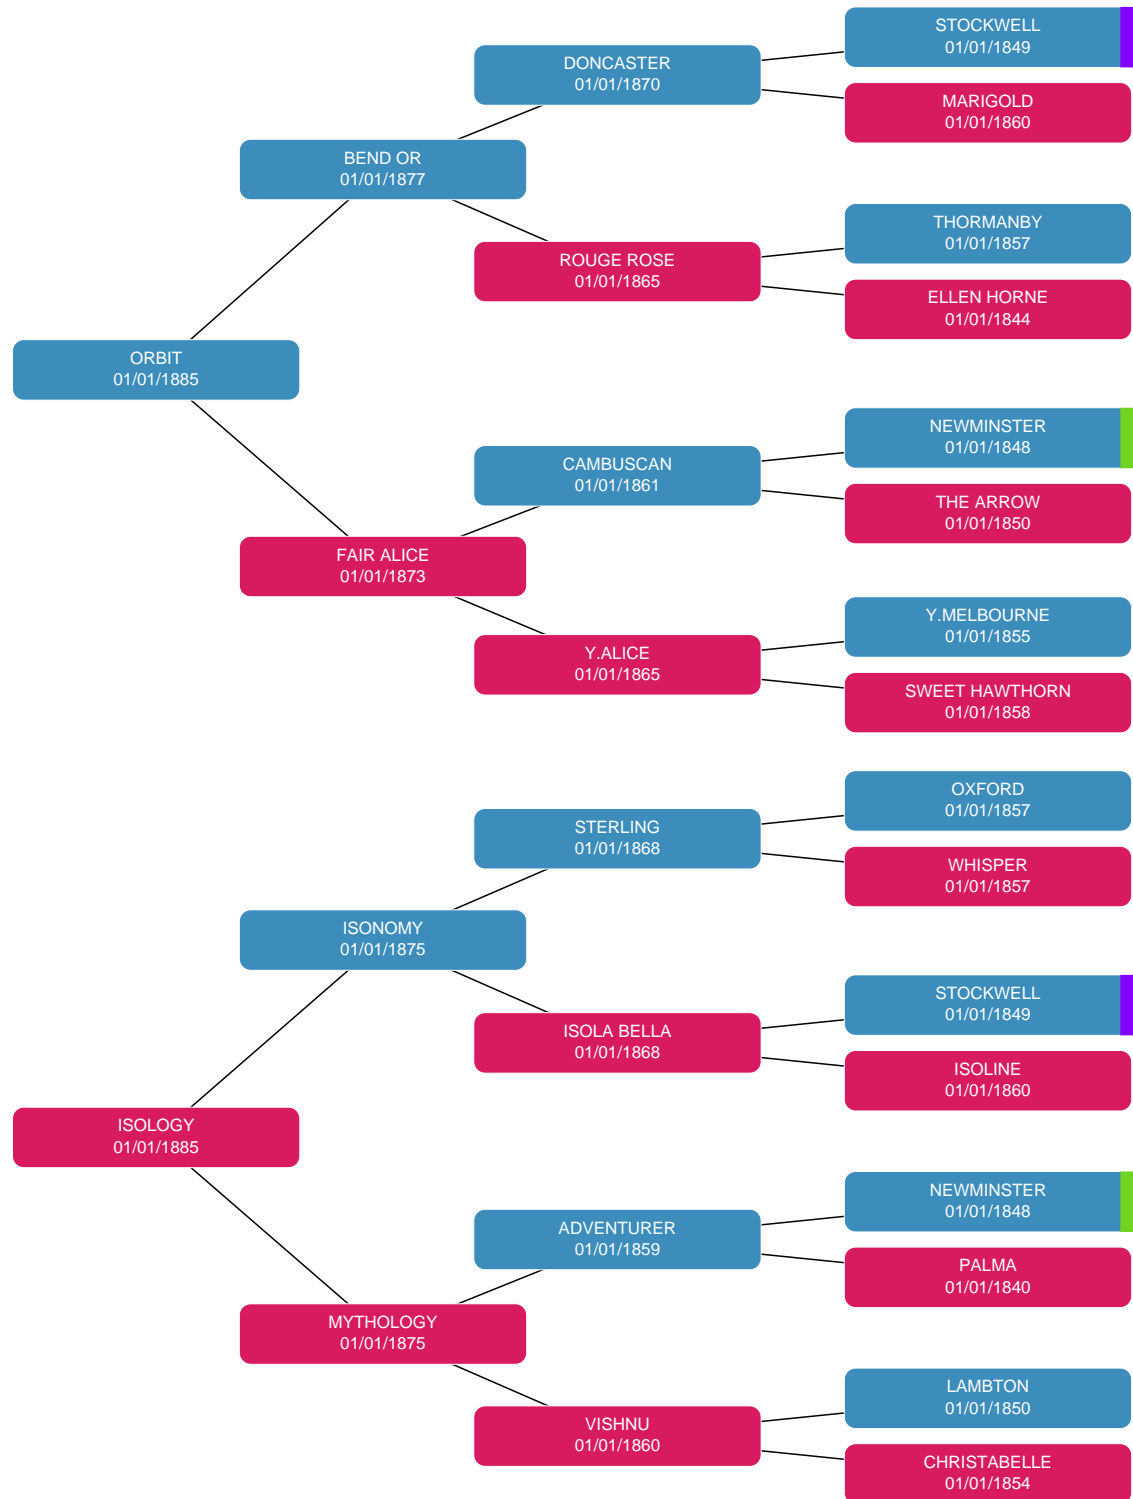 STOCKWELL
01/01/1849
DONCASTER
01/01/1870
MARIGOLD
01/01/1860
BEND OR
01/01/1877
THORMANBY
01/01/1857
ROUGE ROSE
01/01/1865
ELLEN HORNE
01/01/1844
ORBIT
01/01/1885
NEWMINSTER
01/01/1848
CAMBUSCAN
01/01/1861
THE ARROW
01/01/1850
FAIR ALICE
01/01/1873
Y.MELBOURNE
01/01/1855
Y.ALICE
01/01/1865
SWEET HAWTHORN
01/01/1858
OXFORD
01/01/1857
STERLING
01/01/1868
WHISPER
01/01/1857
ISONOMY
01/01/1875
STOCKWELL
01/01/1849
ISOLA BELLA
01/01/1868
ISOLINE
01/01/1860
ISOLOGY
01/01/1885
NEWMINSTER
01/01/1848
ADVENTURER
01/01/1859
PALMA
01/01/1840
MYTHOLOGY
01/01/1875
LAMBTON
01/01/1850
VISHNU
01/01/1860
CHRISTABELLE
01/01/1854